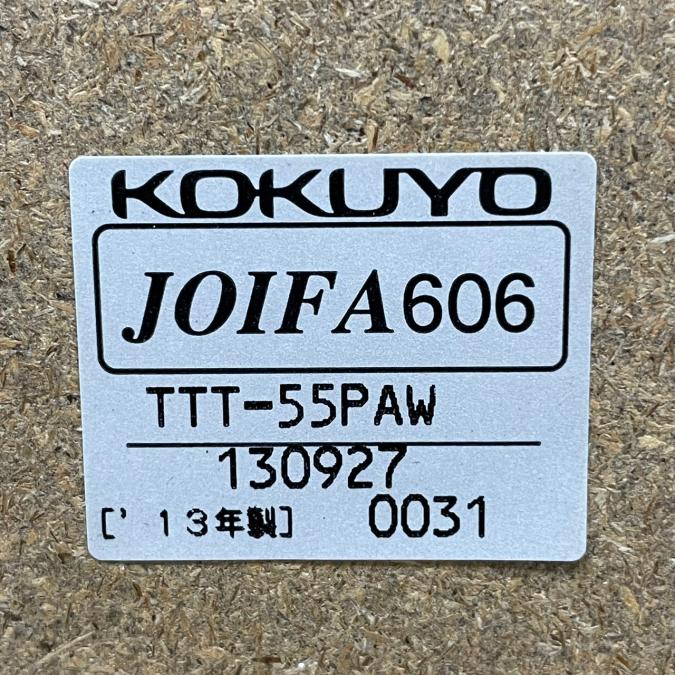 KOKUYO
JOIFA606
TTT-55PAW
130927
['13年製] 0031